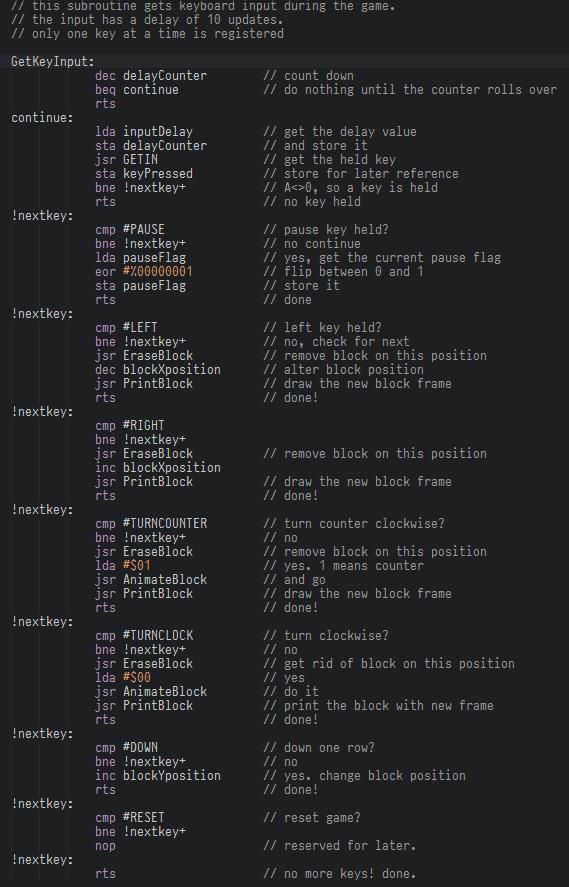 // this subroutine gets keyboard input during the game.
// the input has a delay of 10 updates.
// only one key at a time is registered
GetKeyInput:
dec delayCounter // count down
beq continue // do nothing until the counter rolls over
rts
continue:
lda inputDelay // get the delay value
sta delayCounter // and store it
jsr GETIN // get the held key
sta keyPressed // store for later reference
bne !nextkey+ // A<>0, so a key is held
rts // no key held
!nextkey:
cmp #PAUSE // pause key held?
bne !nextkey+ // no continue
lda pauseFlag // yes, get the current pause flag
eor #%00000001 // flip between 0 and 1
sta pauseFlag // store it
rts // done
!nextkey:
cmp #LEFT // left key held?
bne !nextkey+ // no, check for next
jsr EraseBlock // remove block on this position
dec blockXposition // alter block position
jsr PrintBlock // draw the new block frame
rts // done!
!nextkey:
cmp #RIGHT
bne !nextkey+
jsr EraseBlock // remove block on this position
inc blockXposition
jsr PrintBlock // draw the new block frame
rts // done!
!nextkey:
cmp #TURNCOUNTER // turn counter clockwise?
bne !nextkey+ // no
jsr EraseBlock // remove block on this position
lda #$01 // yes. 1 means counter
jsr AnimateBlock // and go
jsr PrintBlock // draw the new block frame
rts // done!
!nextkey:
cmp #TURNCLOCK // turn clockwise?
bne !nextkey+ // no
jsr EraseBlock // get rid of block on this position
lda #$00 // yes
jsr AnimateBlock // do it
jsr PrintBlock // print the block with new frame
rts // done!
!nextkey:
cmp #DOWN // down one row?
bne !nextkey+ // no
inc blockYposition // yes. change block position
rts // done!
!nextkey:
cmp #RESET // reset game?
bne !nextkey+
nop // reserved for later.
!nextkey:
rts // no more keys! done.